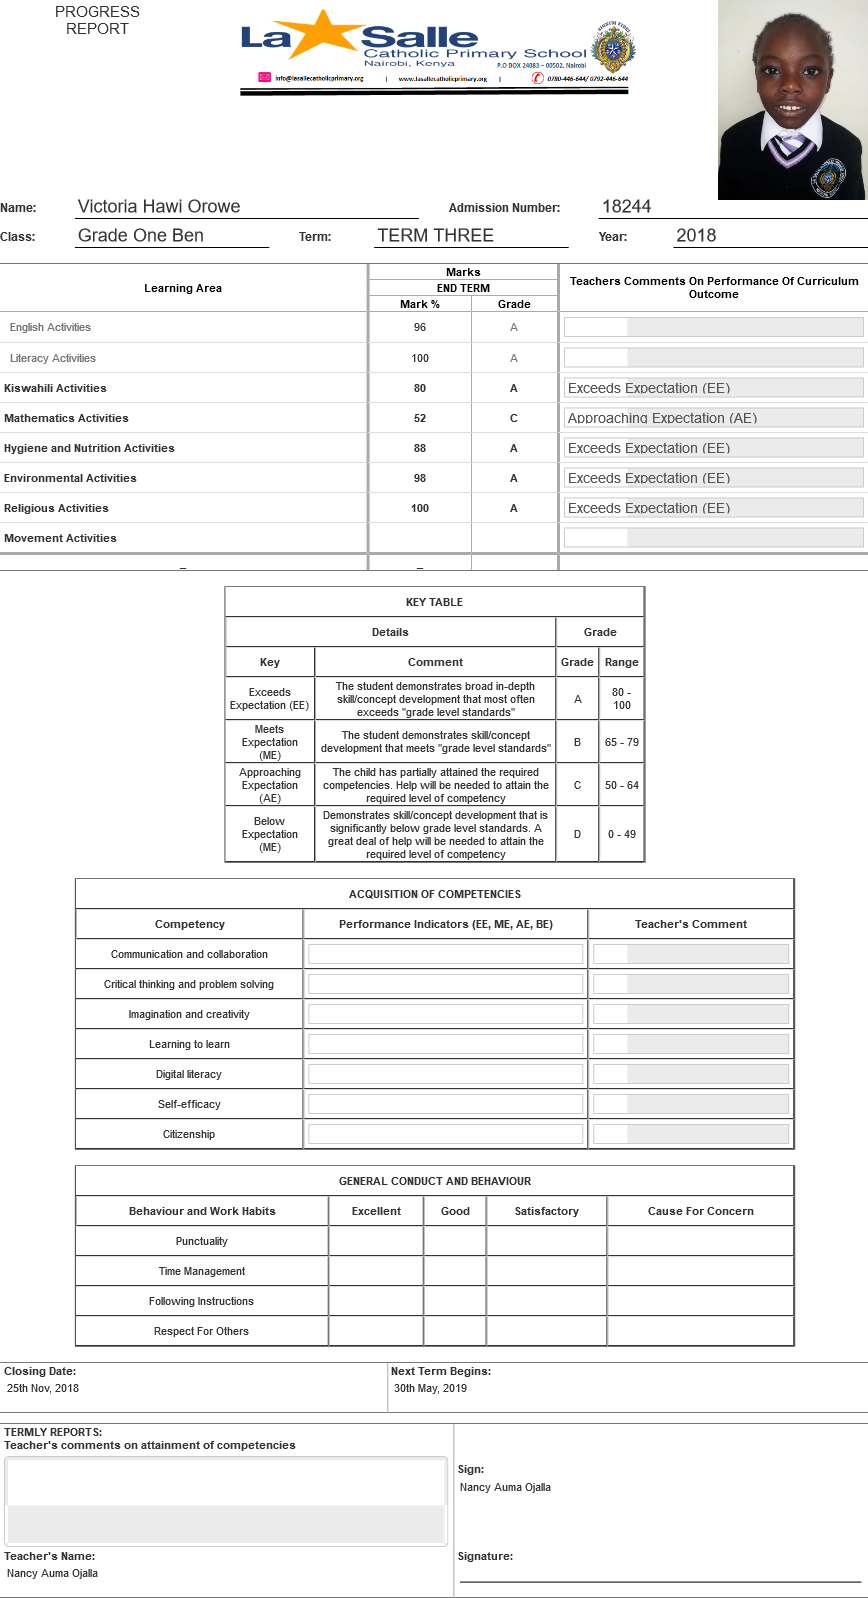 PROGRESS
REPORT
La Salle
Catholic Primary School
Nairobi, Kenya
P.O BOX 24083 – 00502, Nairobi
info@lasallecatholicprimary.org | www.lasallecatholicprimary.org | 0780-446-644/ 0792-446-644
Name: Victoria Hawi Orowe Admission Number: 18244
Class: Grade One Ben Term: TERM THREE Year: 2018
Learning Area Marks Teachers Comments On Performance Of Curriculum Outcome
END TERM
Mark % Grade
English Activities 96 A
Literacy Activities 100 A
Kiswahili Activities 80 A Exceeds Expectation (EE)
Mathematics Activities 52 C Approaching Expectation (AE)
Hygiene and Nutrition Activities 88 A Exceeds Expectation (EE)
Environmental Activities 98 A Exceeds Expectation (EE)
Religious Activities 100 A Exceeds Expectation (EE)
Movement Activities
_ _
KEY TABLE
Details Grade
Key Comment Grade Range
Exceeds Expectation (EE) The student demonstrates broad in-depth skill/concept development that most often exceeds "grade level standards" A 80 - 100
Meets Expectation (ME) The student demonstrates skill/concept development that meets "grade level standards" B 65 - 79
Approaching Expectation (AE) The child has partially attained the required competencies. Help will be needed to attain the required level of competency C 50 - 64
Below Expectation (ME) Demonstrates skill/concept development that is significantly below grade level standards. A great deal of help will be needed to attain the required level of competency D 0 - 49
ACQUISITION OF COMPETENCIES
Competency Performance Indicators (EE, ME, AE, BE) Teacher's Comment
Communication and collaboration
Critical thinking and problem solving
Imagination and creativity
Learning to learn
Digital literacy
Self-efficacy
Citizenship
GENERAL CONDUCT AND BEHAVIOUR
Behaviour and Work Habits Excellent Good Satisfactory Cause For Concern
Punctuality
Time Management
Following Instructions
Respect For Others
Closing Date: Next Term Begins:
25th Nov, 2018 30th May, 2019
TERMLY REPORTS:
Teacher's comments on attainment of competencies
Sign:
Nancy Auma Ojalla
Teacher's Name: Signature:
Nancy Auma Ojalla